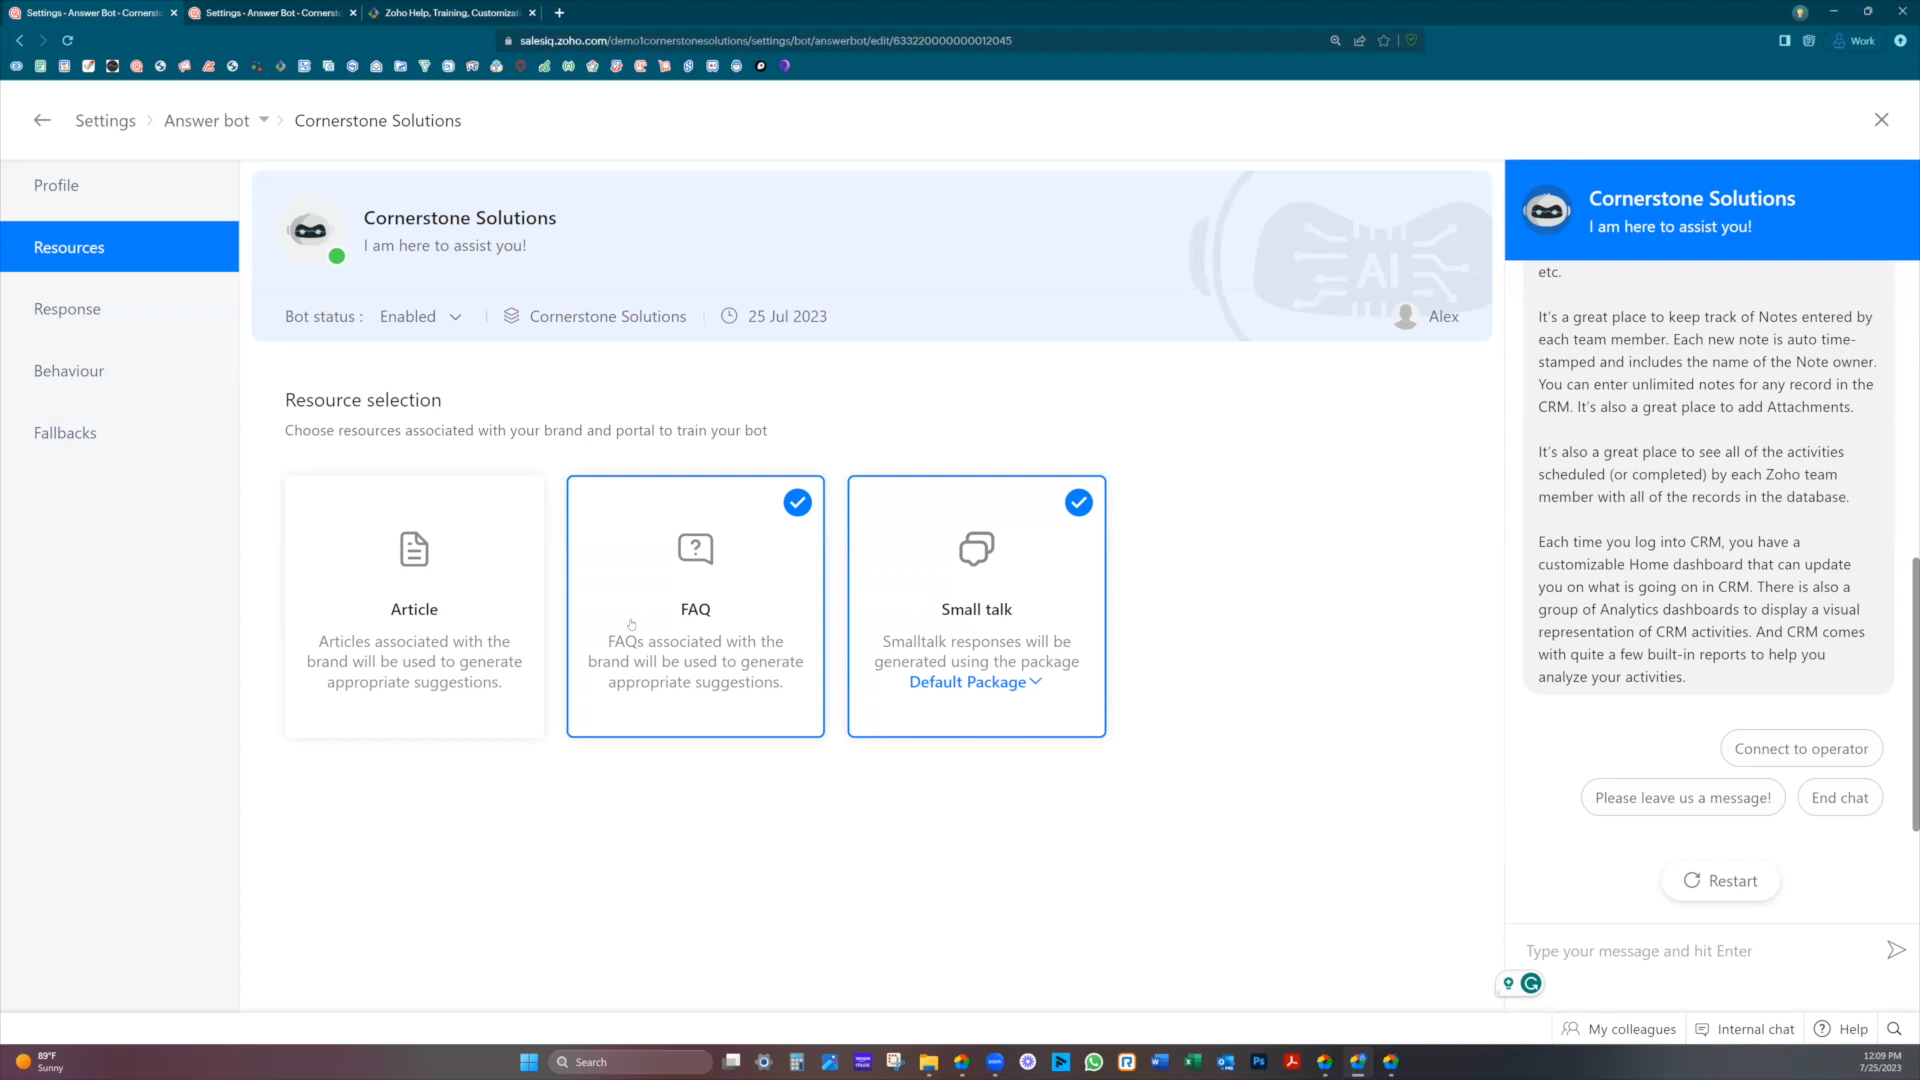 Settings - Answer Bot - Cornerst
Settings - Answer Bot - Cornerst
Zoho Help, Training, Customizat
salesiq.zoho.com/demo1cornerstonesolutions/settings/bot/answerbot/edit/633220000000012045
Work
Settings
Answer bot
Cornerstone Solutions
Profile
Resources
Response
Behaviour
Fallbacks
Cornerstone Solutions
I am here to assist you!
AI
Bot status :
Enabled
Cornerstone Solutions
25 Jul 2023
Alex
Resource selection
Choose resources associated with your brand and portal to train your bot
Article
Articles associated with the
brand will be used to generate
appropriate suggestions.
FAQ
FAQs associated with the
brand will be used to generate
appropriate suggestions.
Small talk
Smalltalk responses will be
generated using the package
Default Package
Cornerstone Solutions
I am here to assist you!
etc.
It's a great place to keep track of Notes entered by
each team member. Each new note is auto time-
stamped and includes the name of the Note owner.
You can enter unlimited notes for any record in the
CRM. It's also a great place to add Attachments.
It's also a great place to see all of the activities
scheduled (or completed) by each Zoho team
member with all of the records in the database.
Each time you log into CRM, you have a
customizable Home dashboard that can update
you on what is going on in CRM. There is also a
group of Analytics dashboards to display a visual
representation of CRM activities. And CRM comes
with quite a few built-in reports to help you
analyze your activities.
Connect to operator
Please leave us a message!
End chat
Restart
Type your message and hit Enter
My colleagues
Internal chat
Help
89°F
Sunny
Search
12:09 PM
7/25/2023